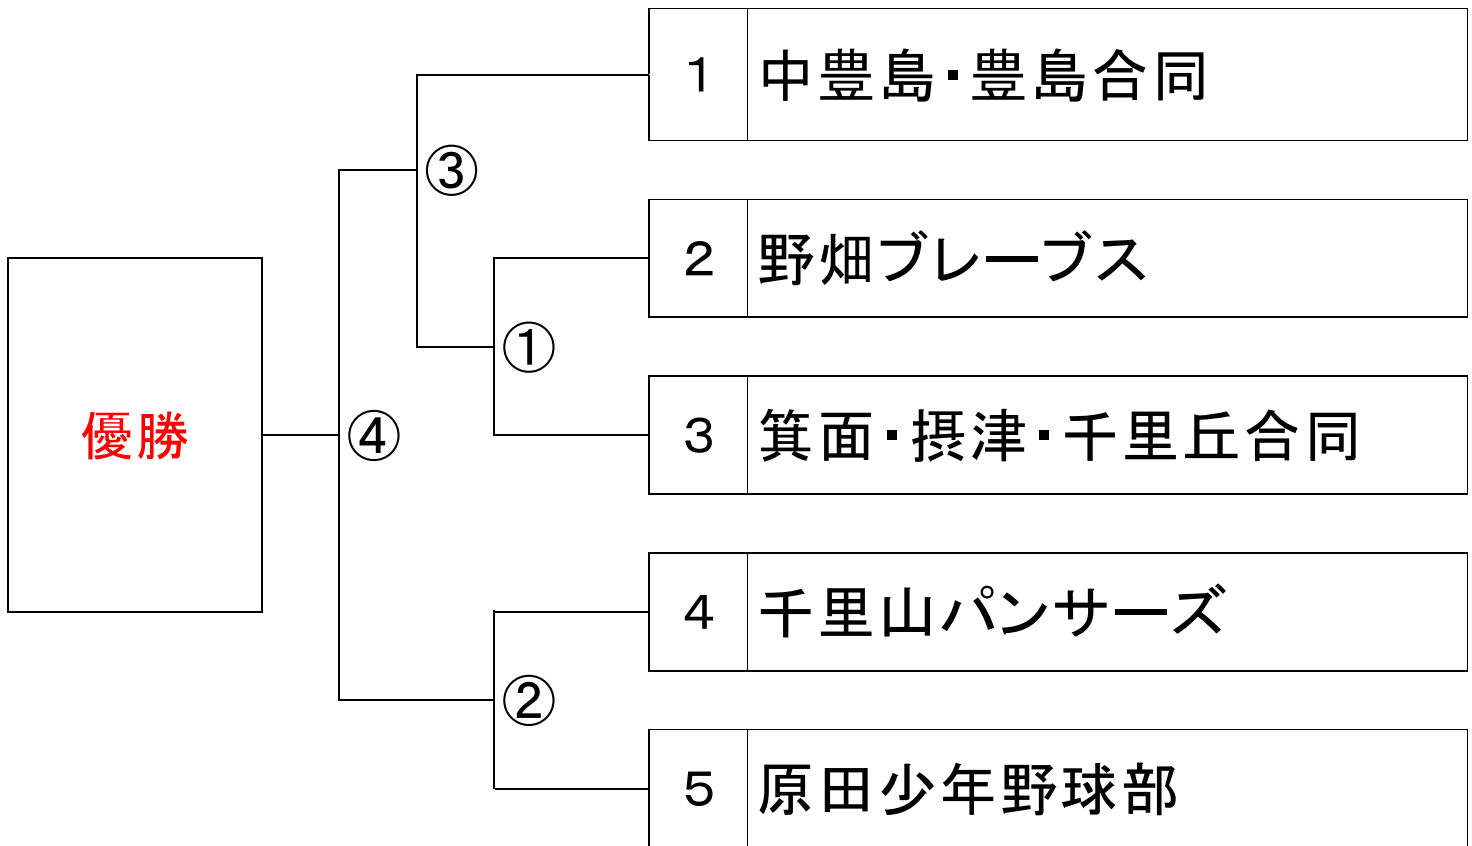 1 中豊島・豊島合同
③
2 野畑ブレーブス
①
3 箕面・摂津・千里丘合同
優勝
④
4 千里山パンサーズ
②
5 原田少年野球部